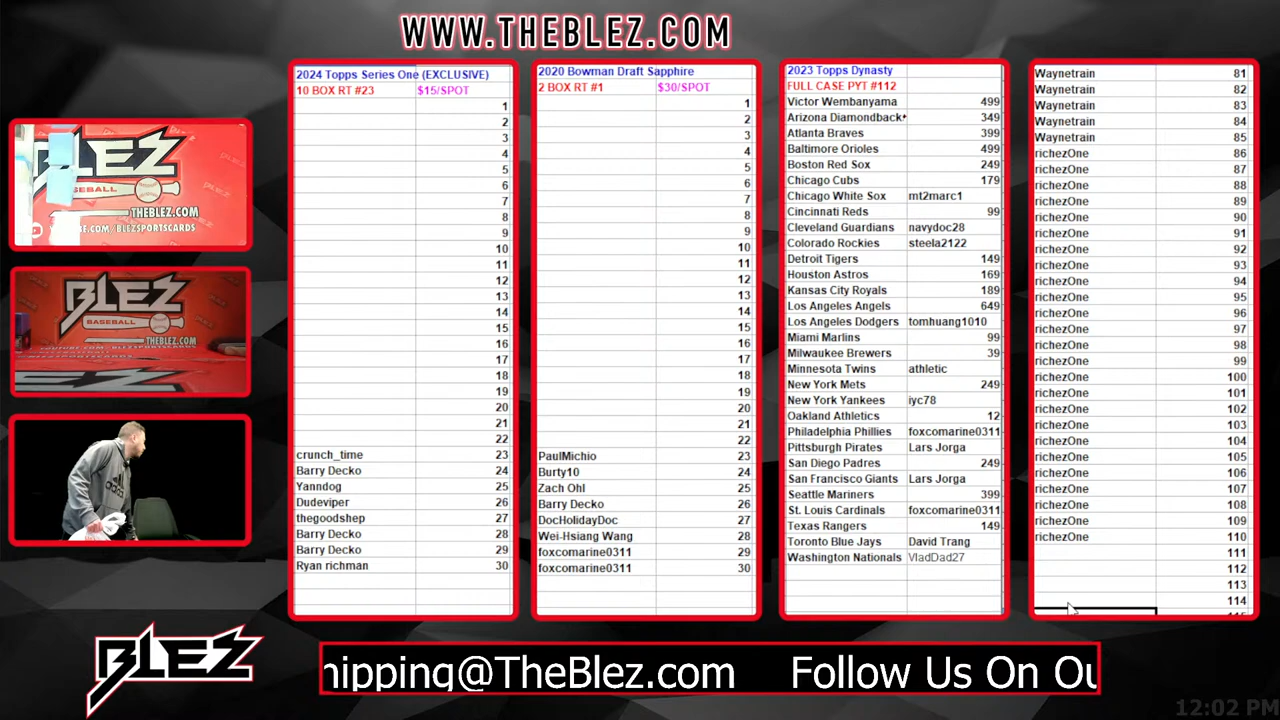 WWW.THEBLEZ.COM
BLEZ
BASEBALL
THEBLEZ.COM
BLEZ
BASEBALL
THEBLEZ.COM
2024 Topps Series One (EXCLUSIVE)
10 BOX RT #23 $15/SPOT
1
2
3
4
5
6
7
8
9
10
11
12
13
14
15
16
17
18
19
20
21
22
crunch_time 23
Barry Decko 24
Yanndog 25
Dudeviper 26
thegoodshep 27
Barry Decko 28
Barry Decko 29
Ryan richman 30
2020 Bowman Draft Sapphire
2 BOX RT #1 $30/SPOT
1
2
3
4
5
6
7
8
9
10
11
12
13
14
15
16
17
18
19
20
21
22
PaulMichio 23
Burty10 24
Zach Ohl 25
Barry Decko 26
DocHolidayDoc 27
Wei-Hsiang Wang 28
foxcomarine0311 29
foxcomarine0311 30
2023 Topps Dynasty
FULL CASE PYT #112
Victor Wembanyama 499
Arizona Diamondback 349
Atlanta Braves 399
Baltimore Orioles 499
Boston Red Sox 249
Chicago Cubs 179
Chicago White Sox mt2marc1
Cincinnati Reds 99
Cleveland Guardians navydoc28
Colorado Rockies steela2122
Detroit Tigers 149
Houston Astros 169
Kansas City Royals 189
Los Angeles Angels 649
Los Angeles Dodgers tomhuang1010
Miami Marlins 99
Milwaukee Brewers 39
Minnesota Twins athletic
New York Mets 249
New York Yankees iyc78
Oakland Athletics 12
Philadelphia Phillies foxcomarine0311
Pittsburgh Pirates Lars Jorga
San Diego Padres 249
San Francisco Giants Lars Jorga
Seattle Mariners 399
St. Louis Cardinals foxcomarine0311
Texas Rangers 149
Toronto Blue Jays David Trang
Washington Nationals VladDad27
Waynetrain 81
Waynetrain 82
Waynetrain 83
Waynetrain 84
Waynetrain 85
richezOne 86
richezOne 87
richezOne 88
richezOne 89
richezOne 90
richezOne 91
richezOne 92
richezOne 93
richezOne 94
richezOne 95
richezOne 96
richezOne 97
richezOne 98
richezOne 99
richezOne 100
richezOne 101
richezOne 102
richezOne 103
richezOne 104
richezOne 105
richezOne 106
richezOne 107
richezOne 108
richezOne 109
richezOne 110
111
112
113
114
BLEZ
hipping@TheBlez.com Follow Us On Ou
12:02 PM